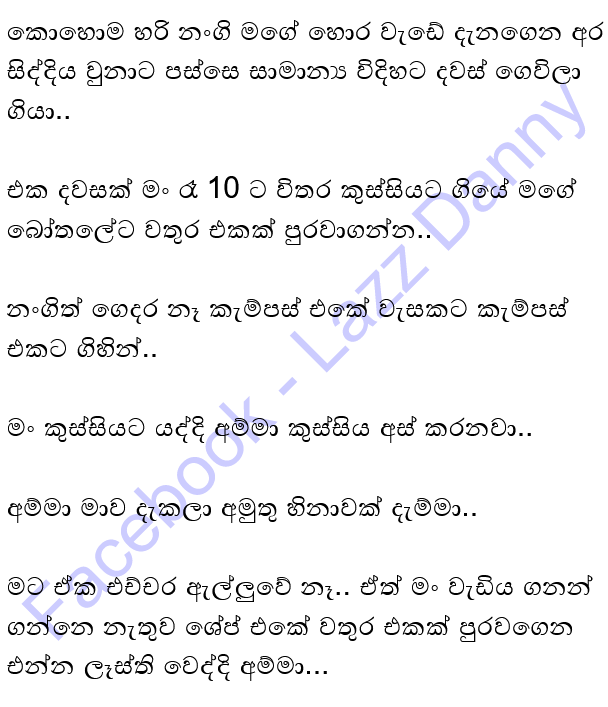 කොහොම හරි නංගි මගේ හොර වැඩේ දැනගෙන අර
සිද්දිය වුනාට පස්සෙ සාමාන්‍ය විදිහට දවස් ගෙවිලා
ගියා..
එක දවසක් මං රෑ 10 ට විතර කුස්සියට ගියේ මගේ
බෝතලේට වතුර එකක් පුරවාගන්න..
නංගිත් ගෙදර නෑ කැම්පස් එකේ වැසකට කැම්පස්
එකට ගිහින්..
මං කුස්සියට යද්දි අම්මා කුස්සිය අස් කරනවා..
අම්මා මාව දැකලා අමුතු හිනාවක් දැම්මා..
මට ඒක එච්චර ඇල්ලුවේ නෑ.. ඒත් මං වැඩිය ගනන්
ගන්නෙ නැතුව ශේප් එකේ වතුර එකක් පුරවගෙන
එන්න ලෑස්ති වෙද්දි අම්මා...
Facebook - Lazz Danny